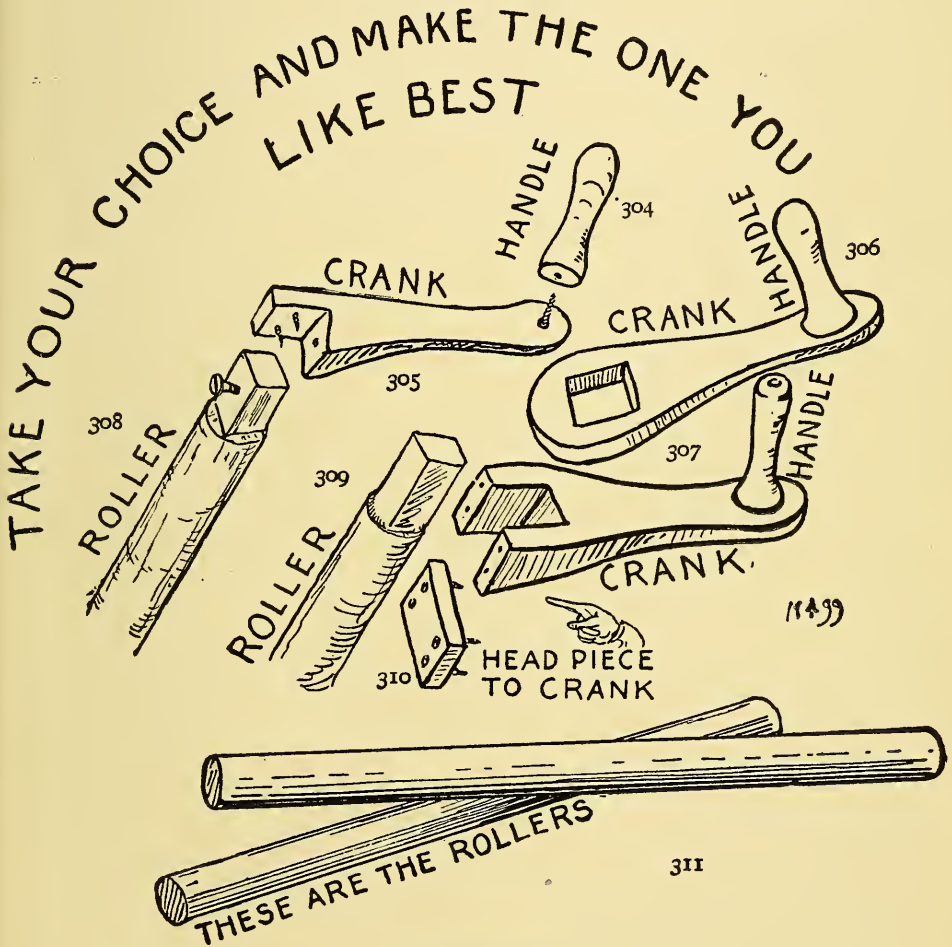 TAKE YOUR CHOICE AND MAKE THE ONE YOU
LIKE BEST
HANDLE
304
HANDLE
306
CRANK
CRANK
305
308
ROLLER
309
ROLLER
307
HANDLE
CRANK.
310
HEAD PIECE
TO CRANK
THESE ARE THE ROLLERS
311